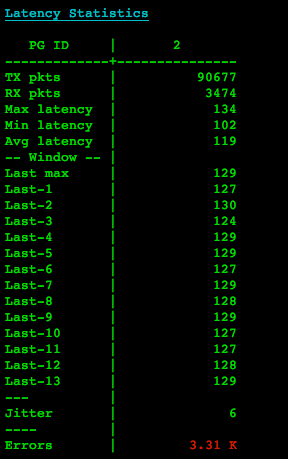 Latency Statistics
PG ID | 2
-------------+---------------
TX pkts | 90677
RX pkts | 3474
Max latency | 134
Min latency | 102
Avg latency | 119
-- Window -- |
Last max | 129
Last-1 | 127
Last-2 | 130
Last-3 | 124
Last-4 | 129
Last-5 | 129
Last-6 | 127
Last-7 | 129
Last-8 | 128
Last-9 | 129
Last-10 | 127
Last-11 | 127
Last-12 | 128
Last-13 | 129
--- |
Jitter | 6
---- |
Errors | 3.31 K